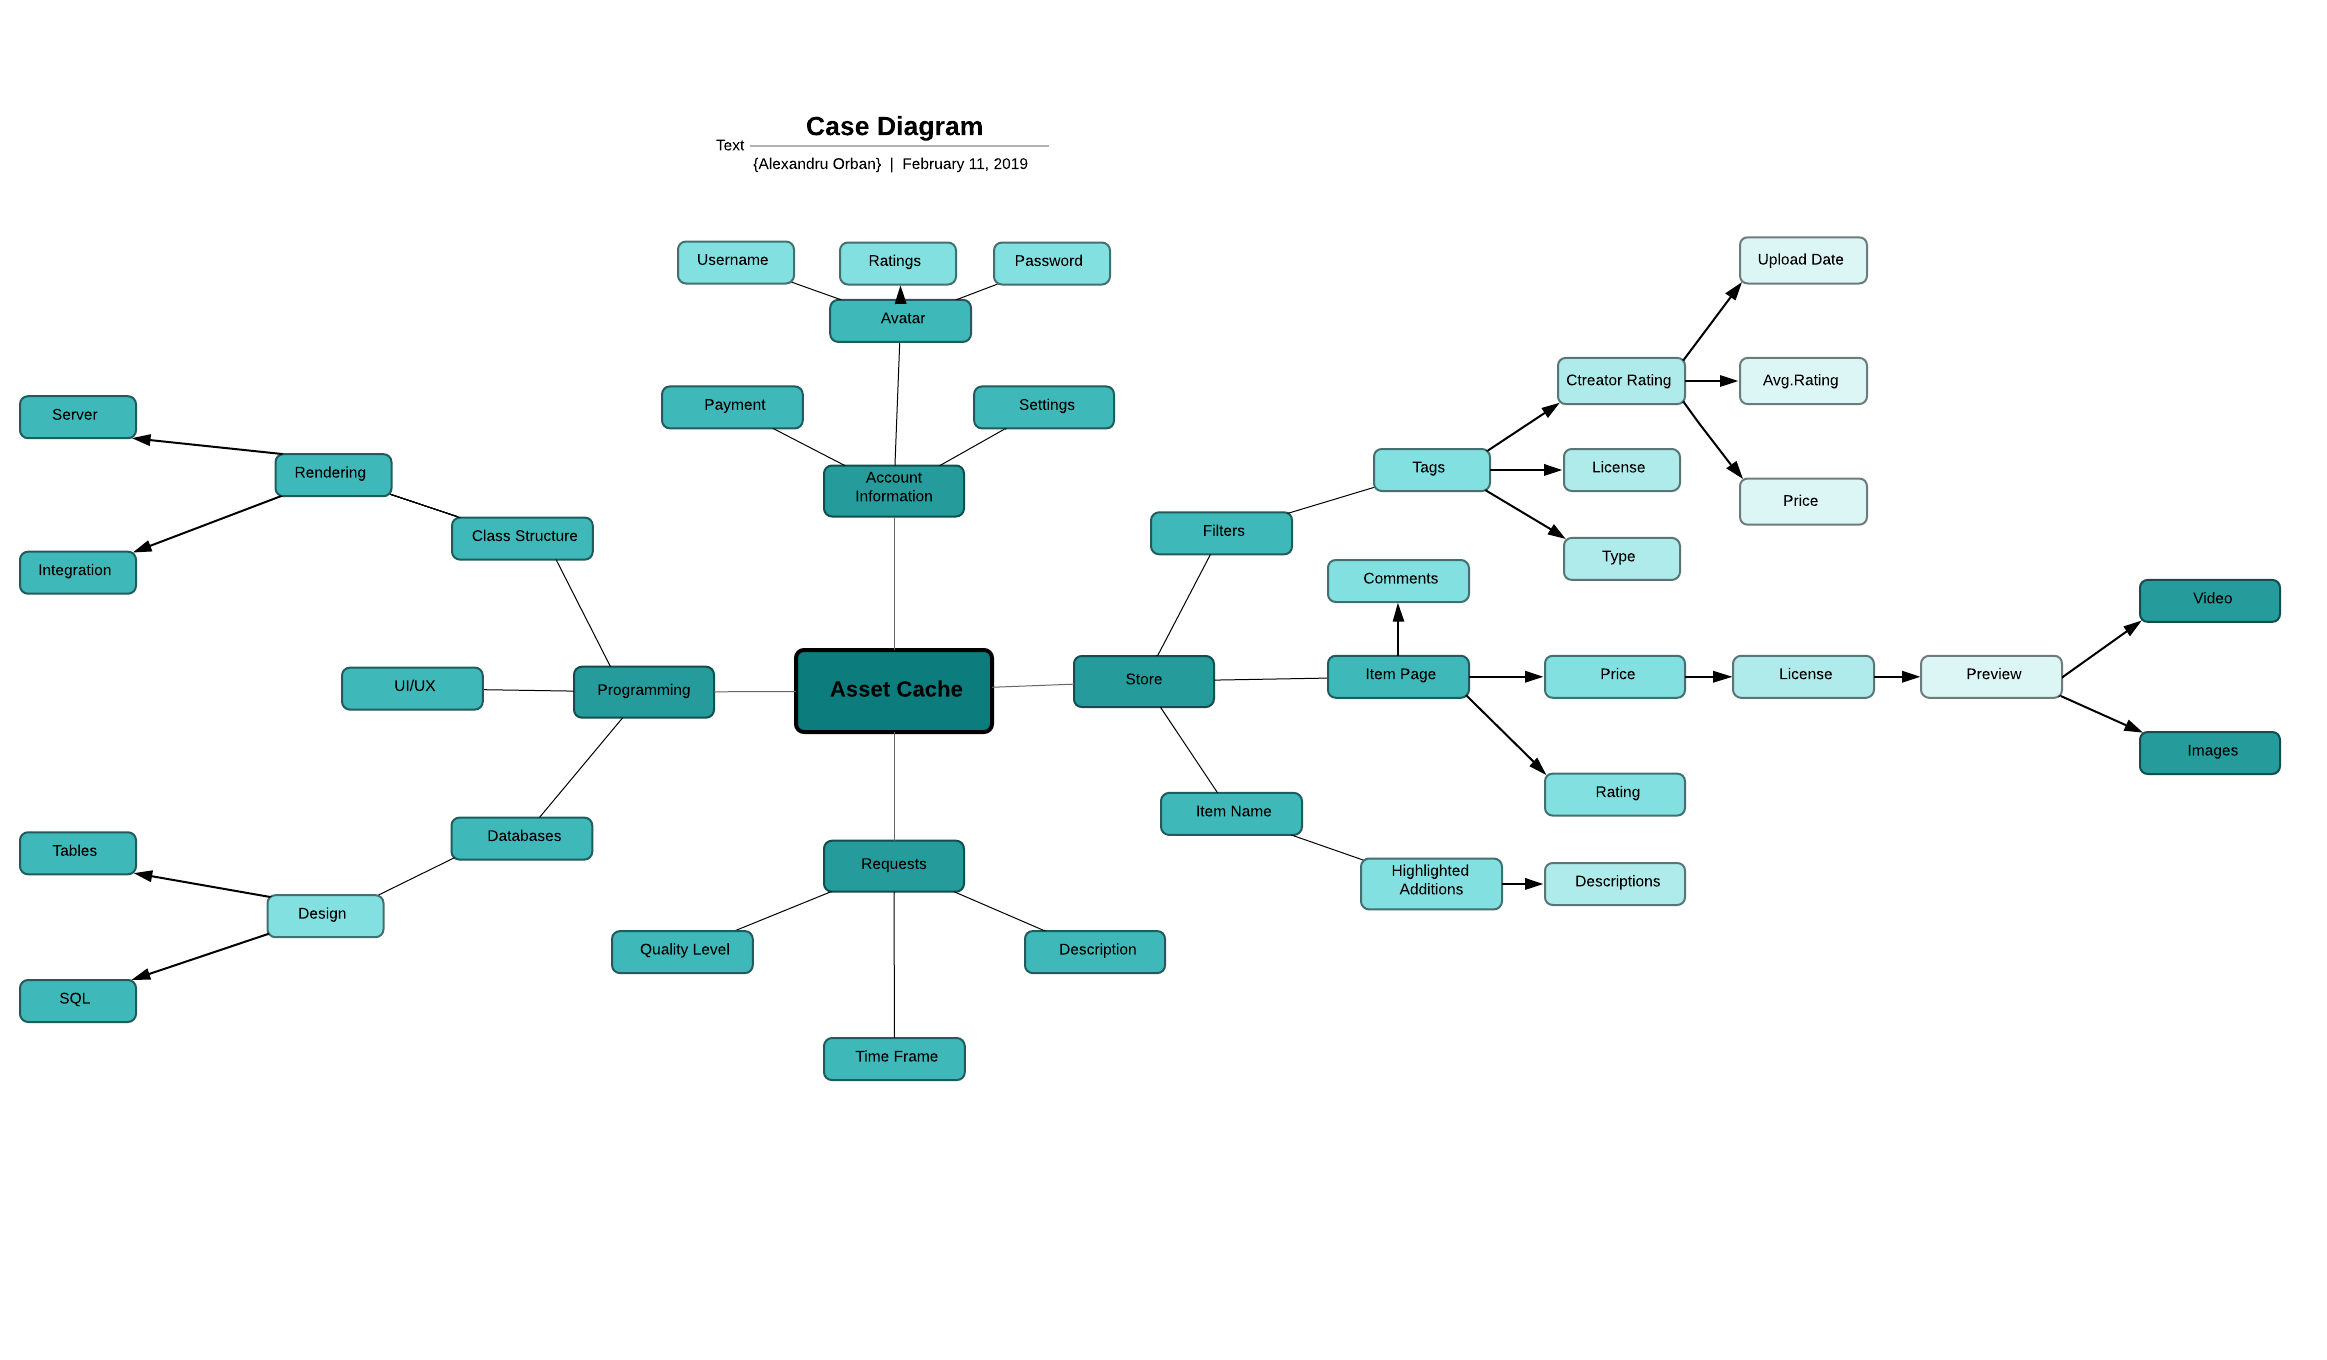 Case Diagram
Text
{Alexandru Orban} | February 11, 2019
Username
Ratings
Password
Avatar
Payment
Settings
Account
Information
Upload Date
Ctreator Rating
Avg.Rating
Price
Tags
License
Type
Filters
Server
Rendering
Integration
Class Structure
UI/UX
Programming
Asset Cache
Store
Comments
Item Page
Price
License
Preview
Video
Images
Rating
Item Name
Highlighted
Additions
Descriptions
Databases
Tables
Design
SQL
Requests
Quality Level
Description
Time Frame